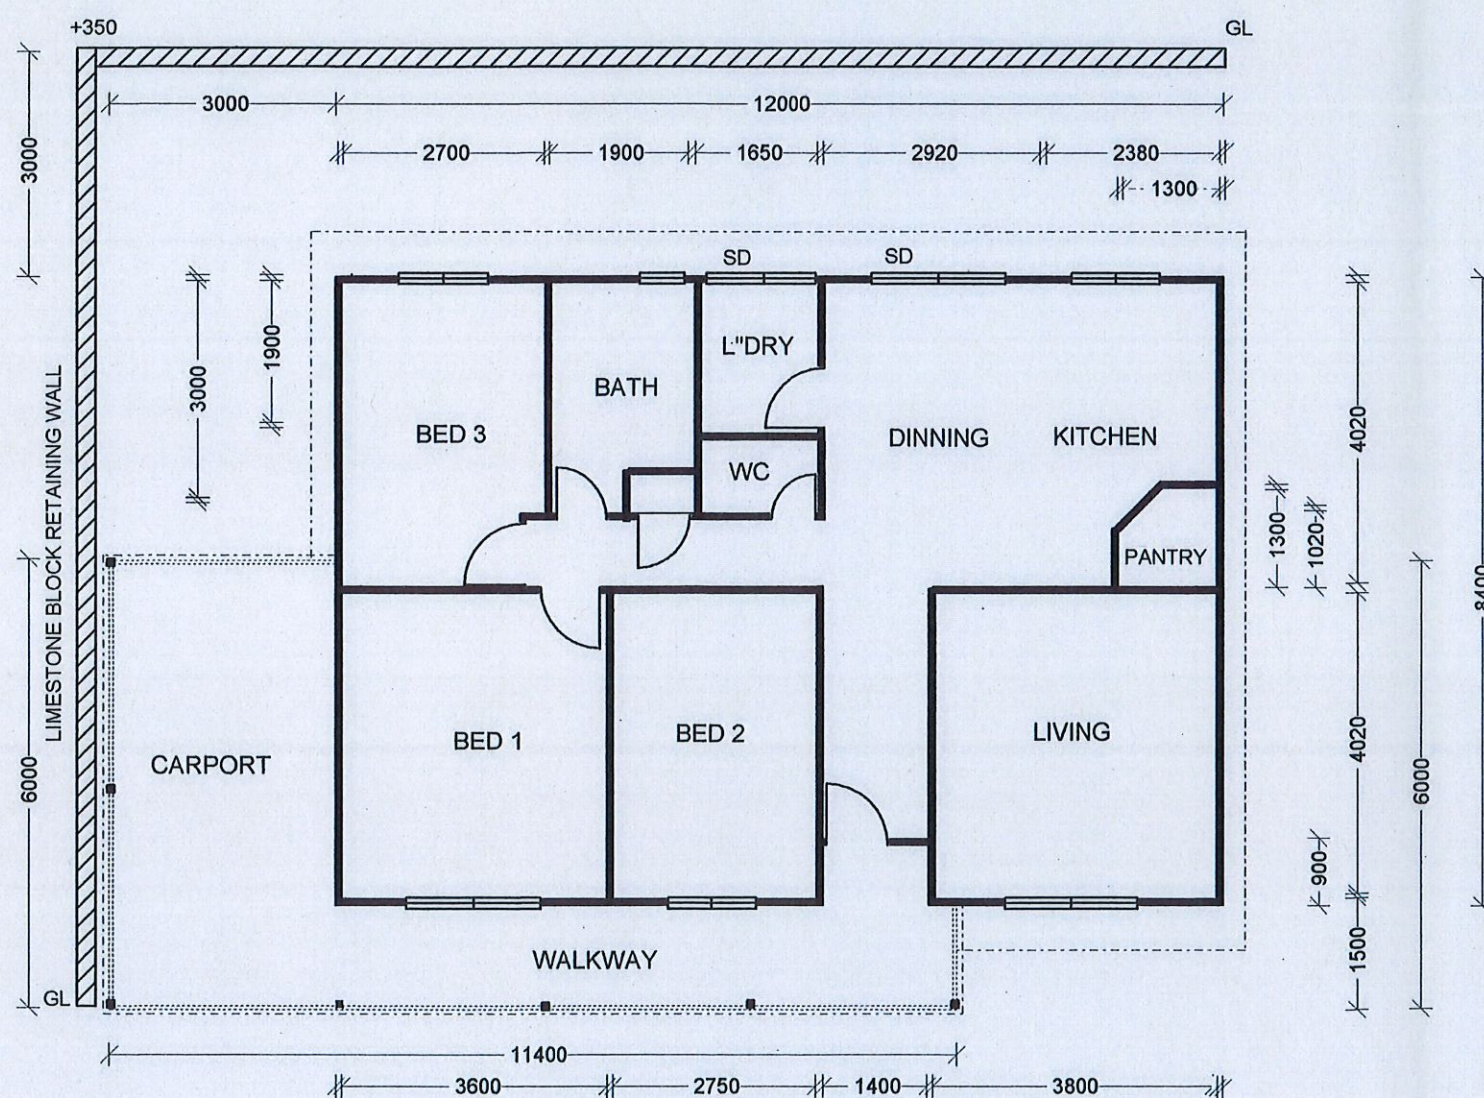 +350
GL
3000
12000
3000
2700
1900
1650
2920
2380
1300
SD
SD
1900
3000
L"DRY
BATH
BED 3
DINNING
KITCHEN
WC
4020
LIMESTONE BLOCK RETAINING WALL
PANTRY
1300
1020
8400
BED 1
BED 2
LIVING
CARPORT
4020
6000
6000
900
WALKWAY
1500
GL
11400
3600
2750
1400
3800